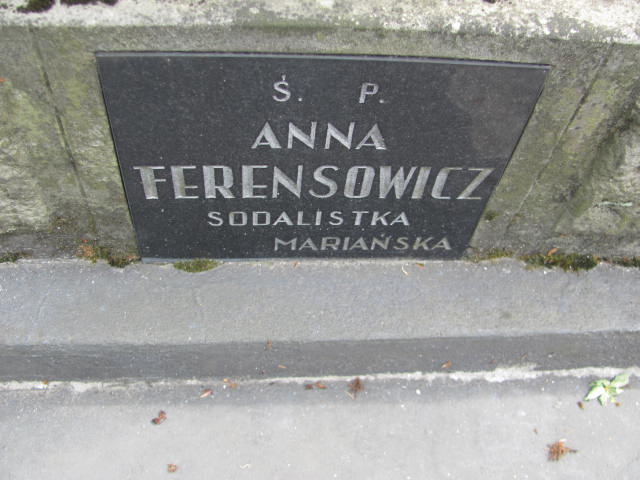 Ś. P.
ANNA
FERENSOWICZ
SODALISTKA
MARIAŃSKA